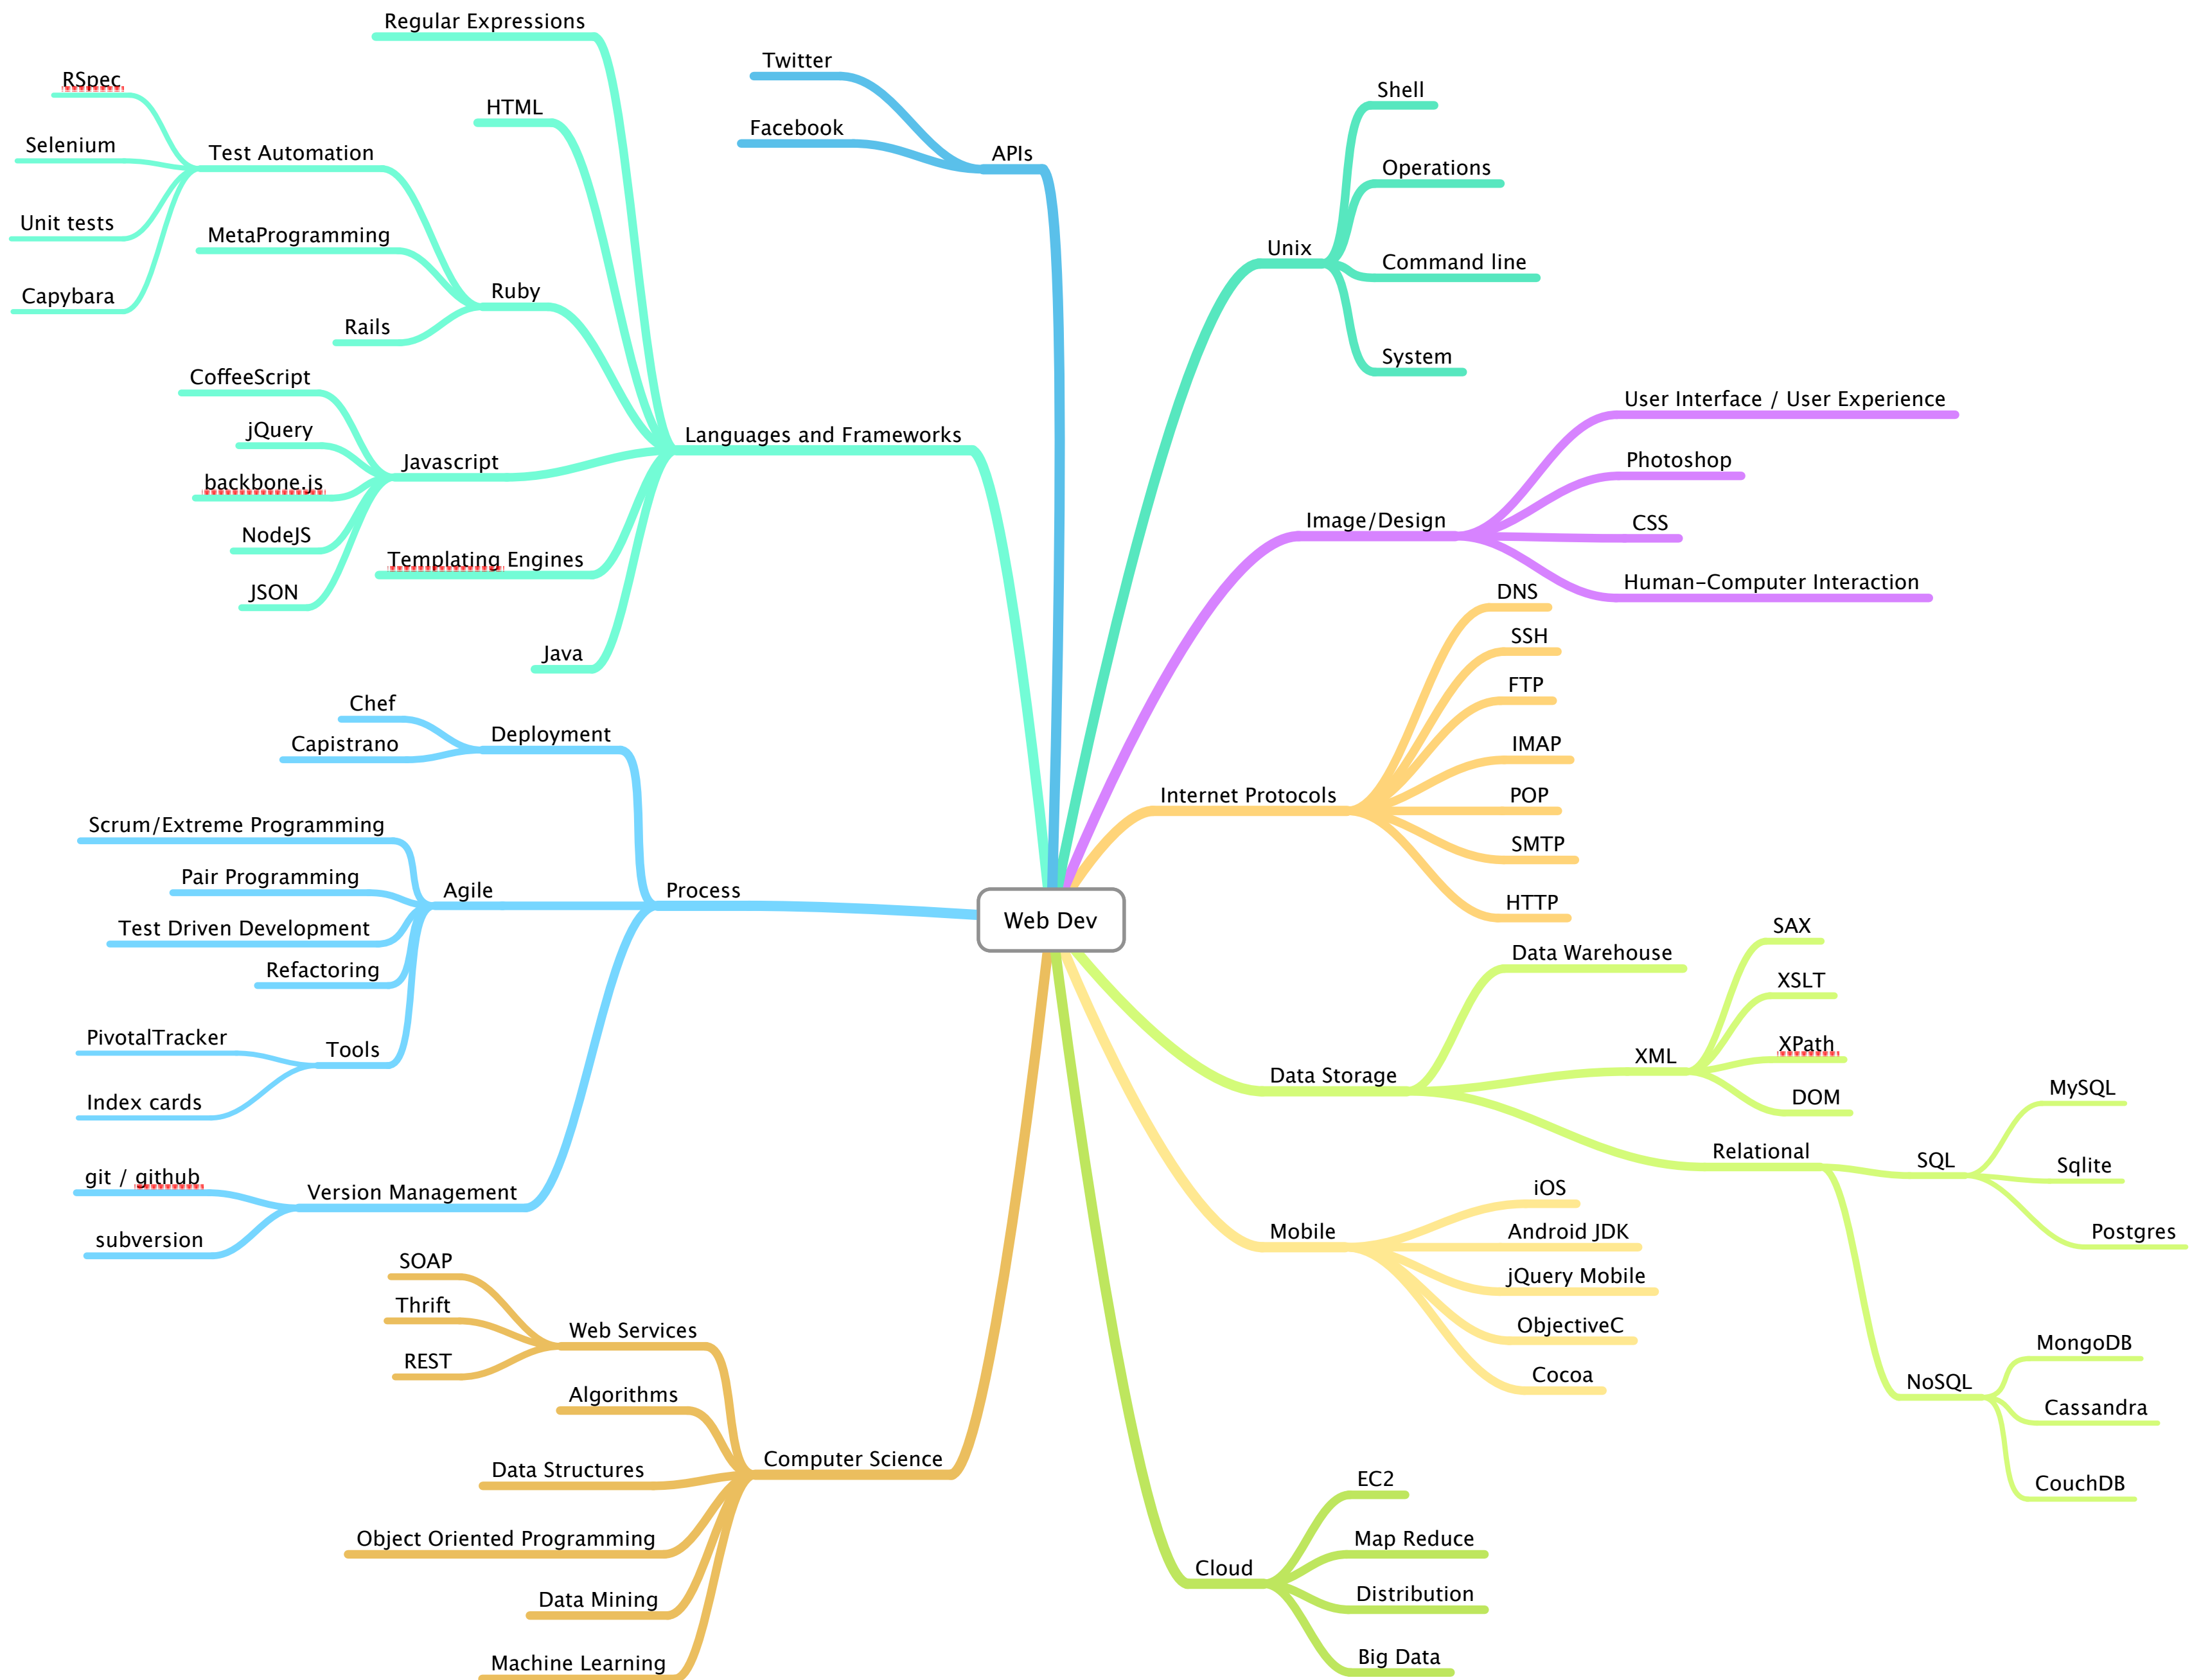 Web Dev
APIs
Twitter
Facebook
Languages and Frameworks
Regular Expressions
HTML
Ruby
Test Automation
RSpec
Selenium
Unit tests
Capybara
MetaProgramming
Rails
Javascript
CoffeeScript
jQuery
backbone.js
NodeJS
JSON
Templating Engines
Java
Process
Deployment
Chef
Capistrano
Agile
Scrum/Extreme Programming
Pair Programming
Test Driven Development
Refactoring
Tools
PivotalTracker
Index cards
Version Management
git / github
subversion
Computer Science
Web Services
SOAP
Thrift
REST
Algorithms
Data Structures
Object Oriented Programming
Data Mining
Machine Learning
Unix
Shell
Operations
Command line
System
Image/Design
User Interface / User Experience
Photoshop
CSS
Human-Computer Interaction
Internet Protocols
DNS
SSH
FTP
IMAP
POP
SMTP
HTTP
Data Storage
Data Warehouse
XML
SAX
XSLT
XPath
DOM
Relational
SQL
MySQL
Sqlite
Postgres
NoSQL
MongoDB
Cassandra
CouchDB
Mobile
iOS
Android JDK
jQuery Mobile
ObjectiveC
Cocoa
Cloud
EC2
Map Reduce
Distribution
Big Data